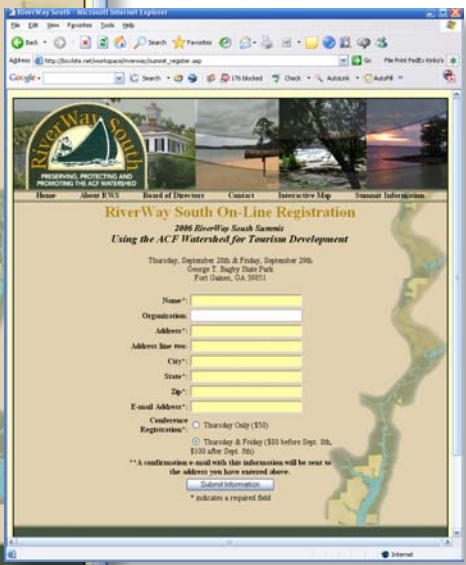 RiverWay South - Microsoft Internet Explorer
File Edit View Favorites Tools Help
Back Search Favorites
Address http://bsvlote.net/workspace/riverway/summit_register.asp Go File Print FedEx Kinko's
Google Search 176 blocked Check AutoLink AutoFill
RiverWay South
PRESERVING, PROTECTING AND
PROMOTING THE ACF WATERSHED
Home About RWS Board of Directors Contact Interactive Map Summit Information
RiverWay South On-Line Registration
2006 RiverWay South Summit
Using the ACF Watershed for Tourism Development
Thursday, September 28th & Friday, September 29th
George T. Bagby State Park
Fort Gaines, GA 39851
Name*:
Organization:
Address*:
Address line two:
City*:
State*:
Zip*:
E-mail Address*:
Conference
Registration*:
Thursday Only ($50)
Thursday & Friday ($80 before Sept. 8th,
$100 after Sept. 8th)
**A confirmation e-mail with this information will be sent to
the address you have entered above.
Submit Information
* indicates a required field
Internet